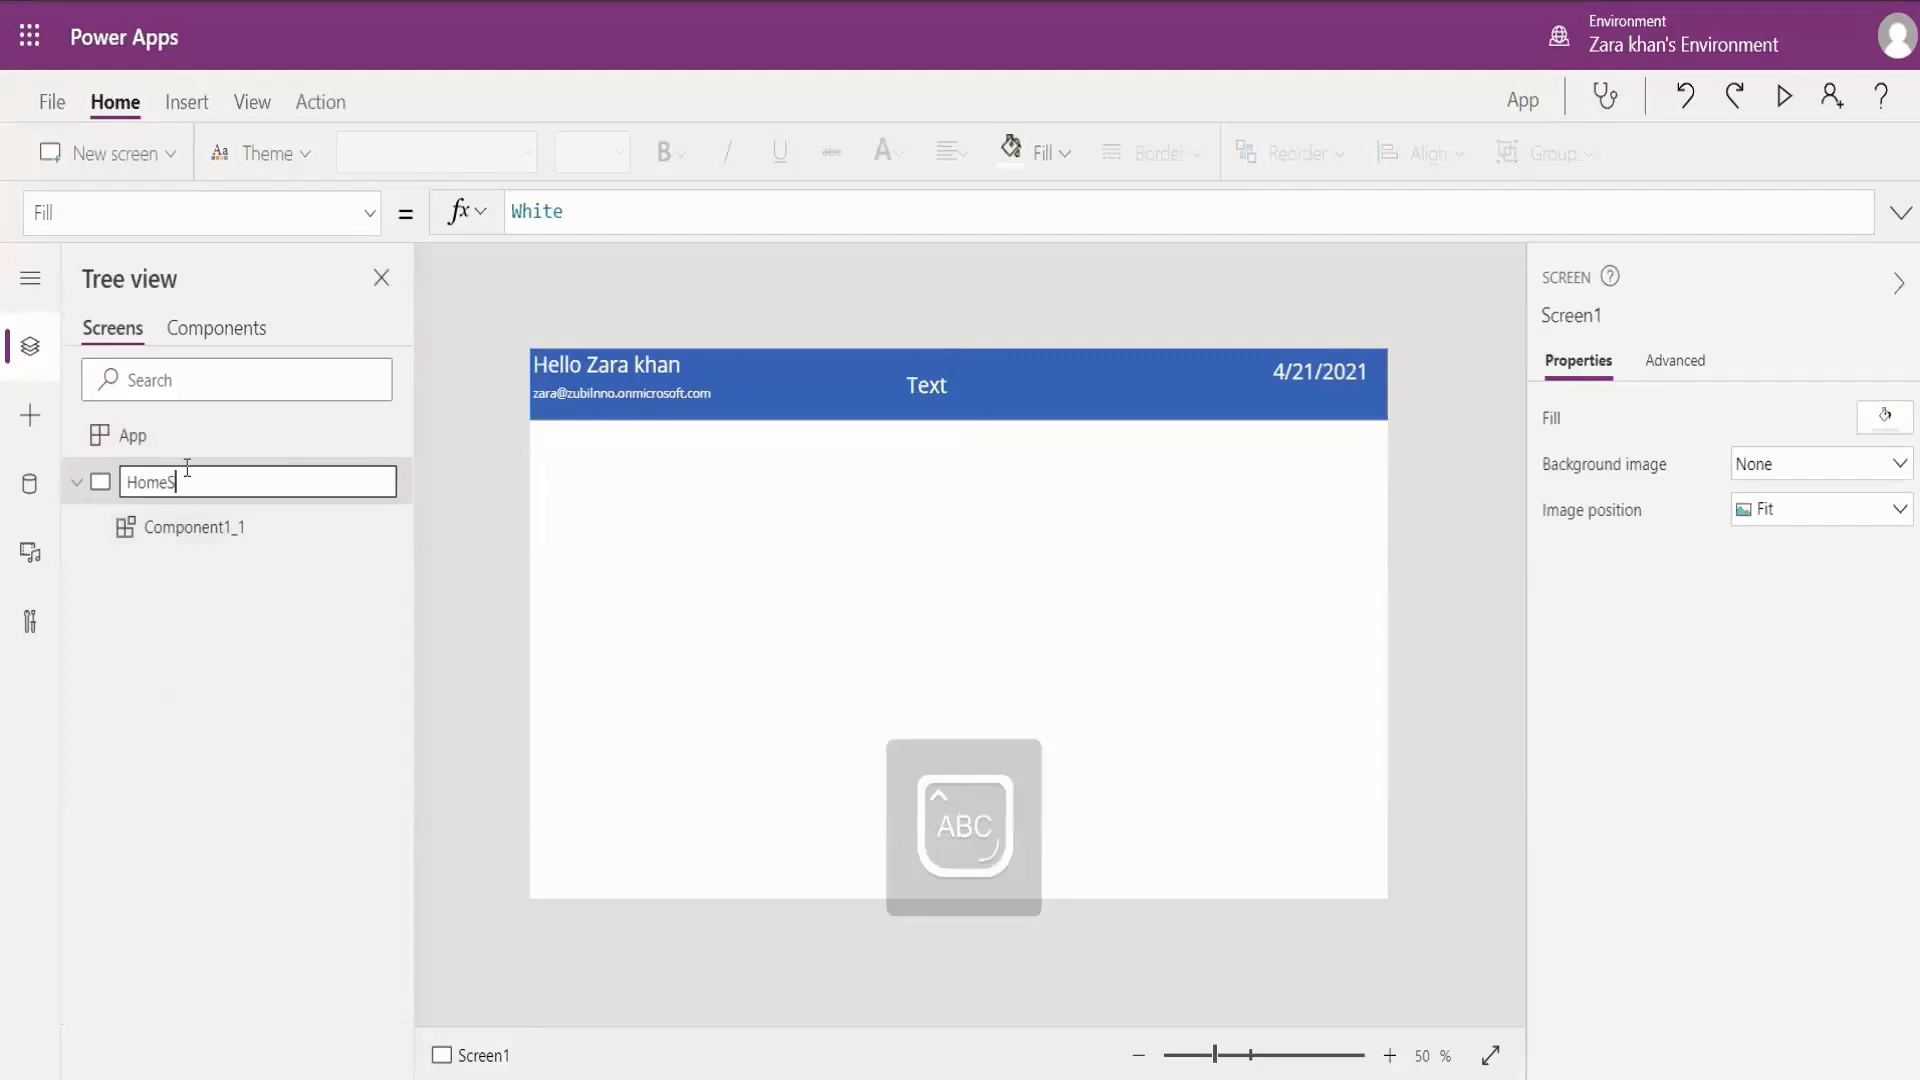 Power Apps
Environment
Zara khan's Environment
File Home Insert View Action
App
New screen Theme B / U abc A Fill Border Reorder Align Group
Fill = fx White
Tree view
Screens Components
Search
App
HomeS
Component1_1
Hello Zara khan
zara@zubilnno.onmicrosoft.com
Text
4/21/2021
ABC
SCREEN ?
Screen1
Properties Advanced
Fill
Background image None
Image position Fit
Screen1
50 %